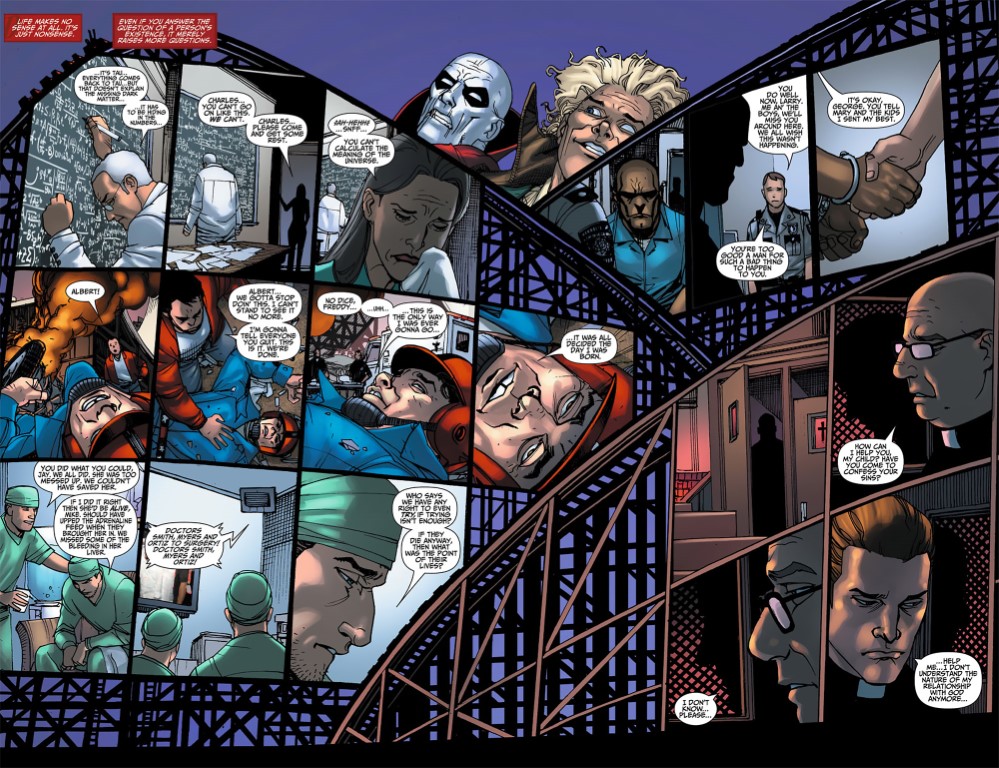 LIFE MAKES NO
SENSE AT ALL. IT'S
JUST NONSENSE.
EVEN IF YOU ANSWER THE
QUESTION OF A PERSON'S
EXISTENCE, IT MERELY
RAISES MORE QUESTIONS.
...IT'S TAU...
EVERYTHING COMES
BACK TO TAU...BUT
THAT DOESN'T EXPLAIN
THE MISSING DARK
MATTER...
...IT HAS
TO BE HIDING
IN THE
NUMBERS...
CHARLES...
YOU CAN'T GO
ON LIKE THIS.
WE CAN'T.
CHARLES...
PLEASE COME
AND GET SOME
REST.
HAH-HEHHH
...SNFF...
YOU CAN'T
CALCULATE THE
MEANING OF THE
UNIVERSE.
YOU
DO WELL
NOW, LARRY.
ME AN' THE
BOYS, WE'LL
MISS YOU
AROUND HERE.
WE ALL WISH
THIS WASN'T
HAPPENING.
YOU'RE TOO
GOOD A MAN FOR
SUCH A BAD THING
TO HAPPEN
TO YOU.
IT'S OKAY,
GEORGE. YOU TELL
MARY AND THE KIDS
I SENT MY BEST.
ALBERT!
ALBERT...
WE GOTTA STOP
DOIN' THIS. I CAN'T
STAND TO SEE IT
NO MORE.
I'M GONNA
TELL EVERYONE
YOU QUIT. THIS
IS IT. WE'RE
DONE.
NO DICE,
FREDDY...
...UHH...
...THIS IS
THE ONLY WAY
I WAS EVER
GONNA GO...
...IT WAS ALL
DECIDED THE
DAY I WAS
BORN.
YOU DID WHAT YOU COULD,
JAY. WE ALL DID. SHE WAS TOO
MESSED UP. WE COULDN'T
HAVE SAVED HER.
IF I DID IT RIGHT
THEN SHE'D BE ALIVE,
MIKE. SHOULD HAVE
UPPED THE ADRENALINE
FEED WHEN THEY
BROUGHT HER IN. WE
MISSED SOME OF THE
BLEEDING IN HER
LIVER.
DOCTORS
SMITH, MYERS AND
ORTIZ TO SURGERY!
DOCTORS SMITH,
MYERS AND
ORTIZ!
WHO SAYS
WE HAVE ANY
RIGHT TO EVEN
TRY, IF TRYING
ISN'T ENOUGH?
IF THEY
DIE ANYWAY,
THEN WHAT
WAS THE POINT
OF THEIR
LIVES?
HOW CAN
I HELP YOU,
MY CHILD? HAVE
YOU COME TO
CONFESS YOUR
SINS?
I DON'T
KNOW...
PLEASE...
...HELP
ME...I DON'T
UNDERSTAND THE
NATURE OF MY
RELATIONSHIP
WITH GOD
ANYMORE...